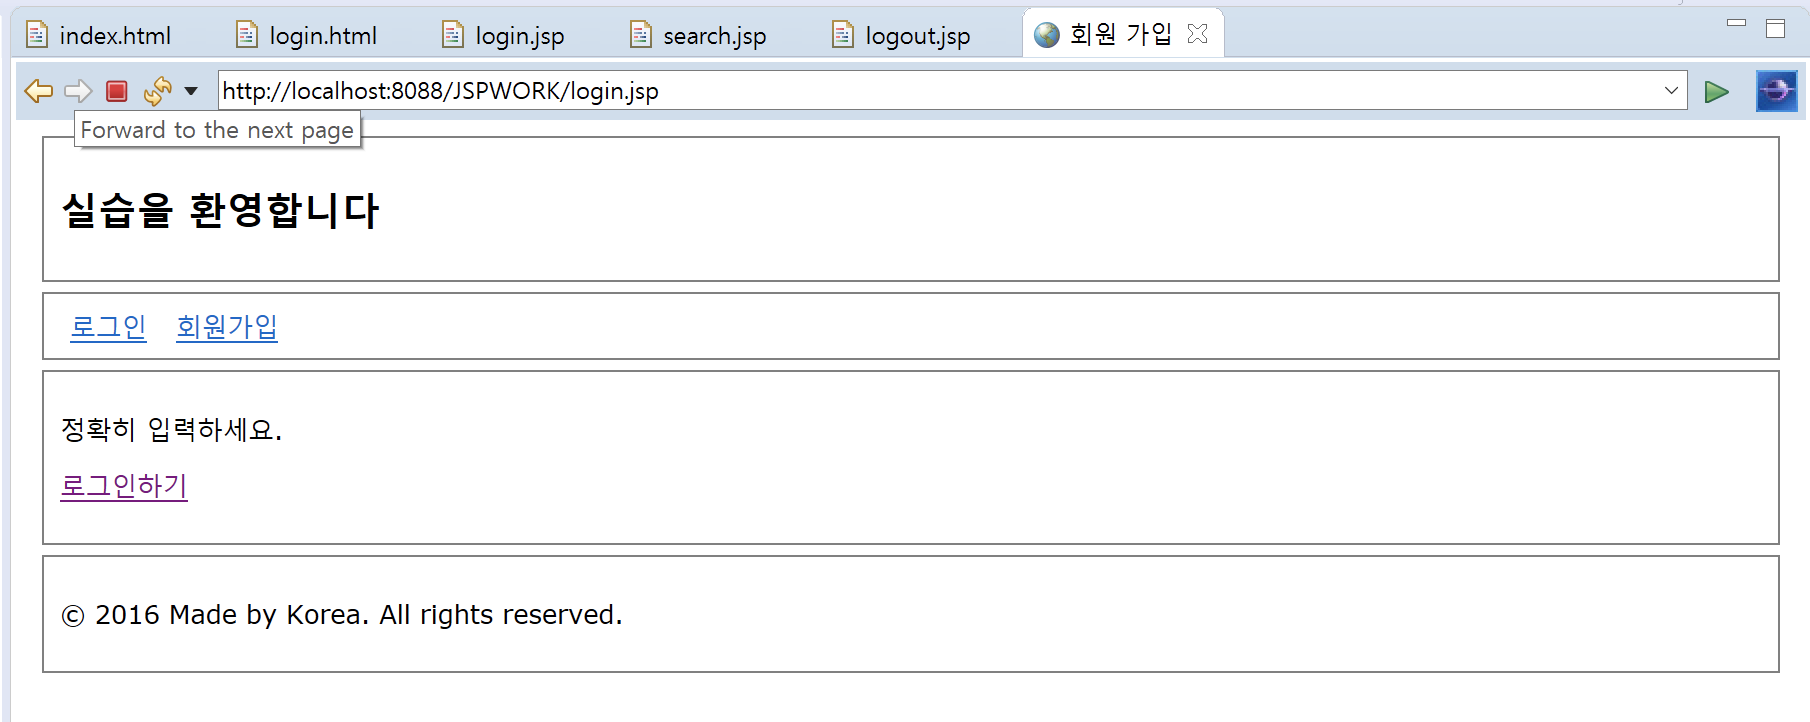 index.html login.html login.jsp search.jsp logout.jsp 회원 가입
http://localhost:8088/JSPWORK/login.jsp
Forward to the next page
실습을 환영합니다
로그인 회원가입
정확히 입력하세요.
로그인하기
© 2016 Made by Korea. All rights reserved.